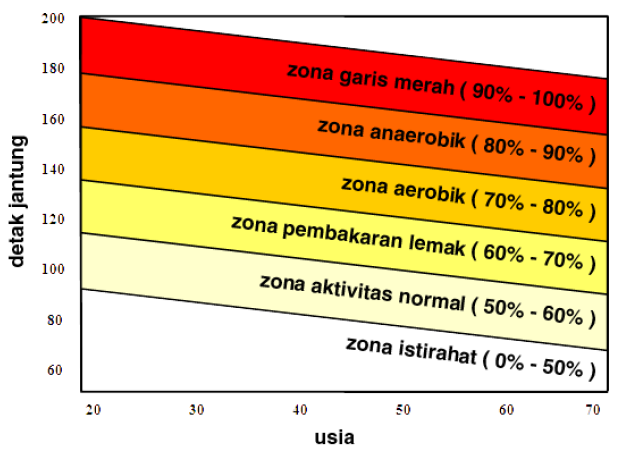 200
180
160
140
120
100
80
60
detak jantung
zona garis merah ( 90% - 100% )
zona anaerobik ( 80% - 90% )
zona aerobik ( 70% - 80% )
zona pembakaran lemak ( 60% - 70% )
zona aktivitas normal ( 50% - 60% )
zona istirahat ( 0% - 50% )
20 30 40 50 60 70
usia